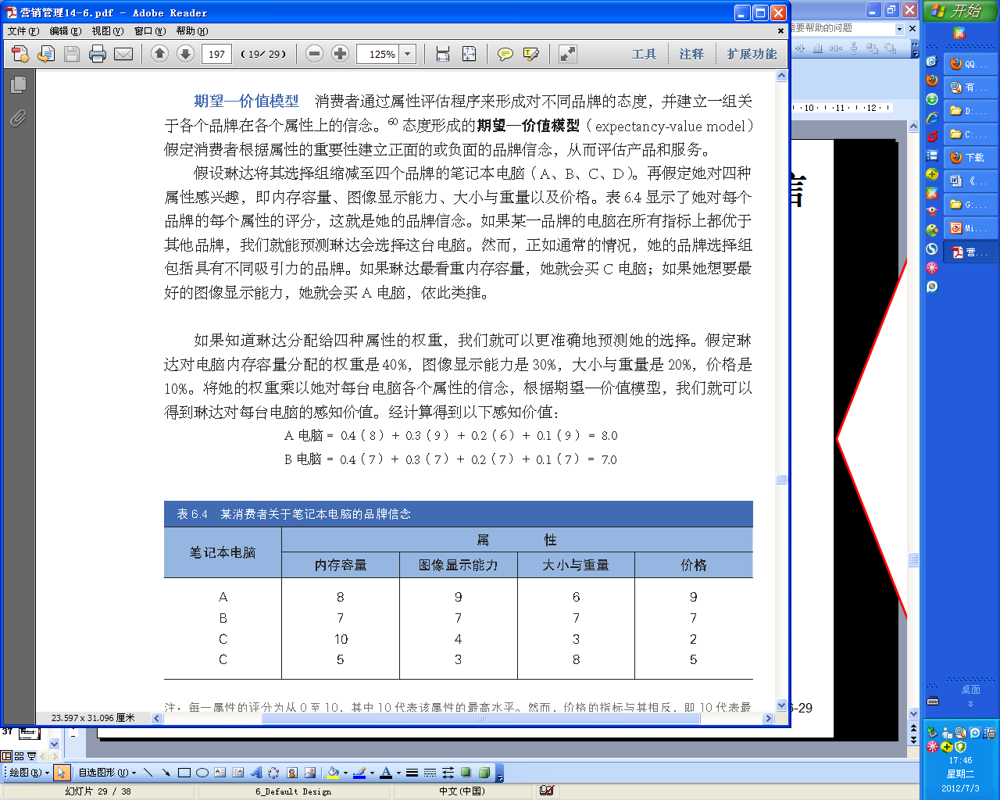 营销管理14-6.pdf - Adobe Reader
文件(F) 编辑(E) 视图(V) 窗口(W) 帮助(H)
197 (19/ 29) 125% 工具 注释 扩展功能
期望—价值模型 消费者通过属性评估程序来形成对不同品牌的态度，并建立一组关
于各个品牌在各个属性上的信念。60 态度形成的期望—价值模型（expectancy-value model）
假定消费者根据属性的重要性建立正面的或负面的品牌信念，从而评估产品和服务。
假设琳达将其选择组缩减至四个品牌的笔记本电脑（A、B、C、D）。再假定她对四种
属性感兴趣，即内存容量、图像显示能力、大小与重量以及价格。表 6.4 显示了她对每个
品牌的每个属性的评分，这就是她的品牌信念。如果某一品牌的电脑在所有指标上都优于
其他品牌，我们就能预测琳达会选择这台电脑。然而，正如通常的情况，她的品牌选择组
包括具有不同吸引力的品牌。如果琳达最看重内存容量，她就会买 C 电脑；如果她想要最
好的图像显示能力，她就会买 A 电脑，依此类推。
如果知道琳达分配给四种属性的权重，我们就可以更准确地预测她的选择。假定琳
达对电脑内存容量分配的权重是 40%，图像显示能力是 30%，大小与重量是 20%，价格是
10%。将她的权重乘以她对每台电脑各个属性的信念，根据期望—价值模型，我们就可以
得到琳达对每台电脑的感知价值。经计算得到以下感知价值：
A 电脑 = 0.4（8）+ 0.3（9）+ 0.2（6）+ 0.1（9）= 8.0
B 电脑 = 0.4（7）+ 0.3（7）+ 0.2（7）+ 0.1（7）= 7.0
表 6.4 某消费者关于笔记本电脑的品牌信念
笔记本电脑 属 性
内存容量 图像显示能力 大小与重量 价格
A 8 9 6 9
B 7 7 7 7
C 10 4 3 2
C 5 3 8 5
注：每一属性的评分为从 0 至 10，其中 10 代表该属性的最高水平。然而，价格的指标与其相反，即 10 代表最
23.597 x 31.096 厘米
需要帮助的问题
·10·11·12·
信
6-29
37
绘图(R) 自选图形(U)
幻灯片 29 / 38 6_Default Design 中文(中国)
开始
QQ...
有...
D:...
C:...
下载
《...
G:...
Mi...
营...
桌面
17:46
星期二
2012/7/3